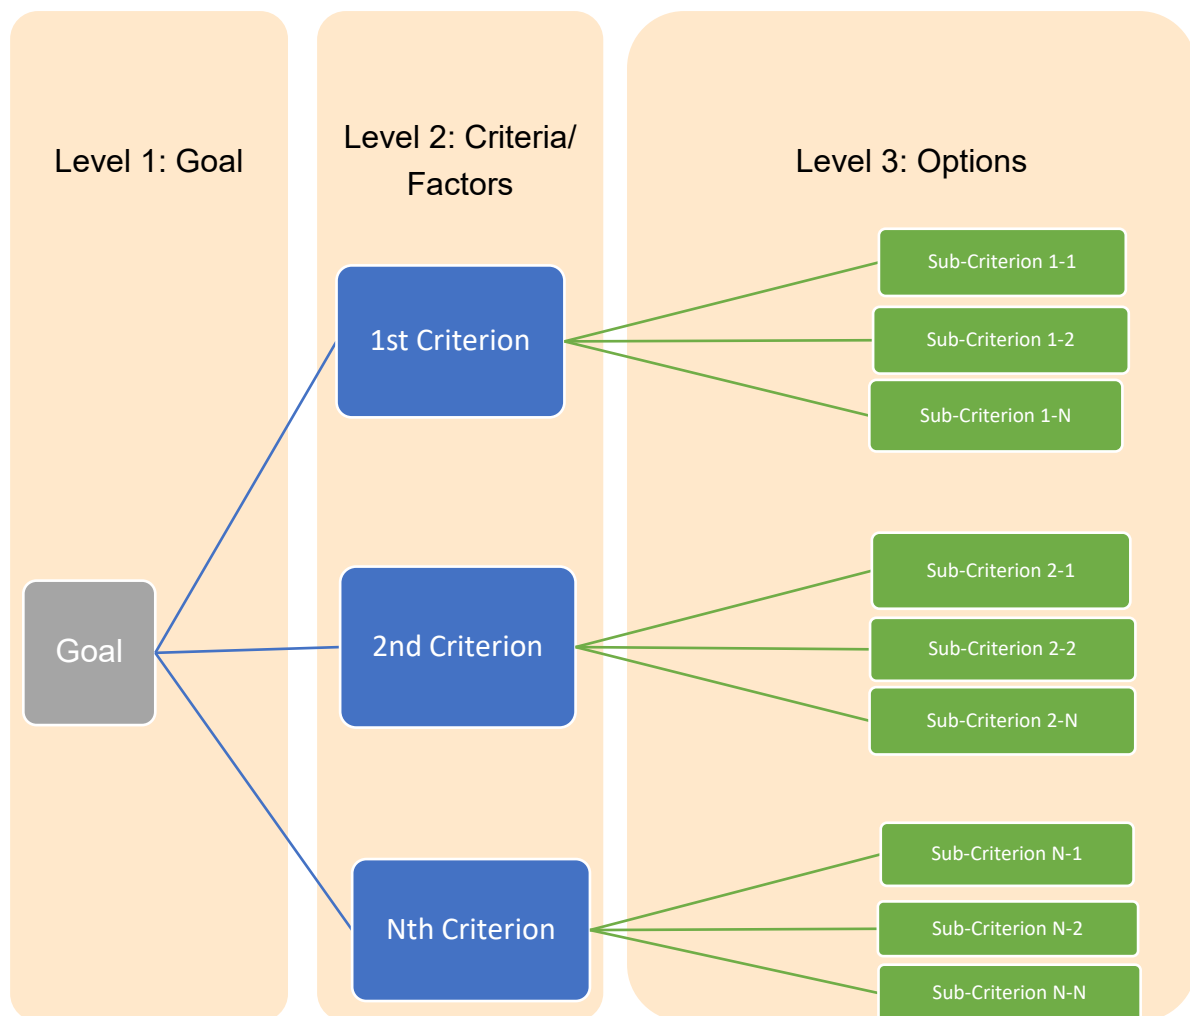 Level 1: Goal
Level 2: Criteria/
Factors
Level 3: Options
Goal
1st Criterion
2nd Criterion
Nth Criterion
Sub-Criterion 1-1
Sub-Criterion 1-2
Sub-Criterion 1-N
Sub-Criterion 2-1
Sub-Criterion 2-2
Sub-Criterion 2-N
Sub-Criterion N-1
Sub-Criterion N-2
Sub-Criterion N-N